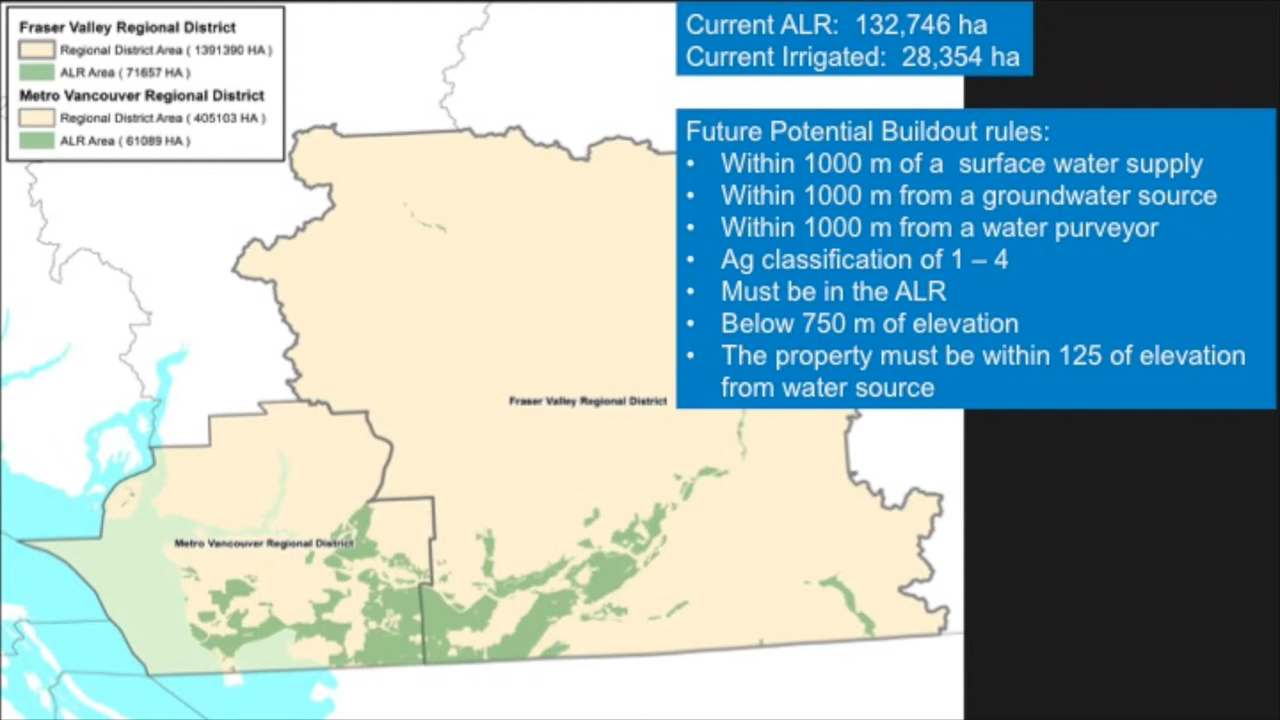 Fraser Valley Regional District
Regional District Area ( 1391390 HA )
ALR Area ( 71657 HA )
Metro Vancouver Regional District
Regional District Area ( 405103 HA )
ALR Area ( 61089 HA )
Current ALR: 132,746 ha
Current Irrigated: 28,354 ha
Future Potential Buildout rules:
• Within 1000 m of a surface water supply
• Within 1000 m from a groundwater source
• Within 1000 m from a water purveyor
• Ag classification of 1 – 4
• Must be in the ALR
• Below 750 m of elevation
• The property must be within 125 of elevation
from water source
Fraser Valley Regional District
Metro Vancouver Regional District